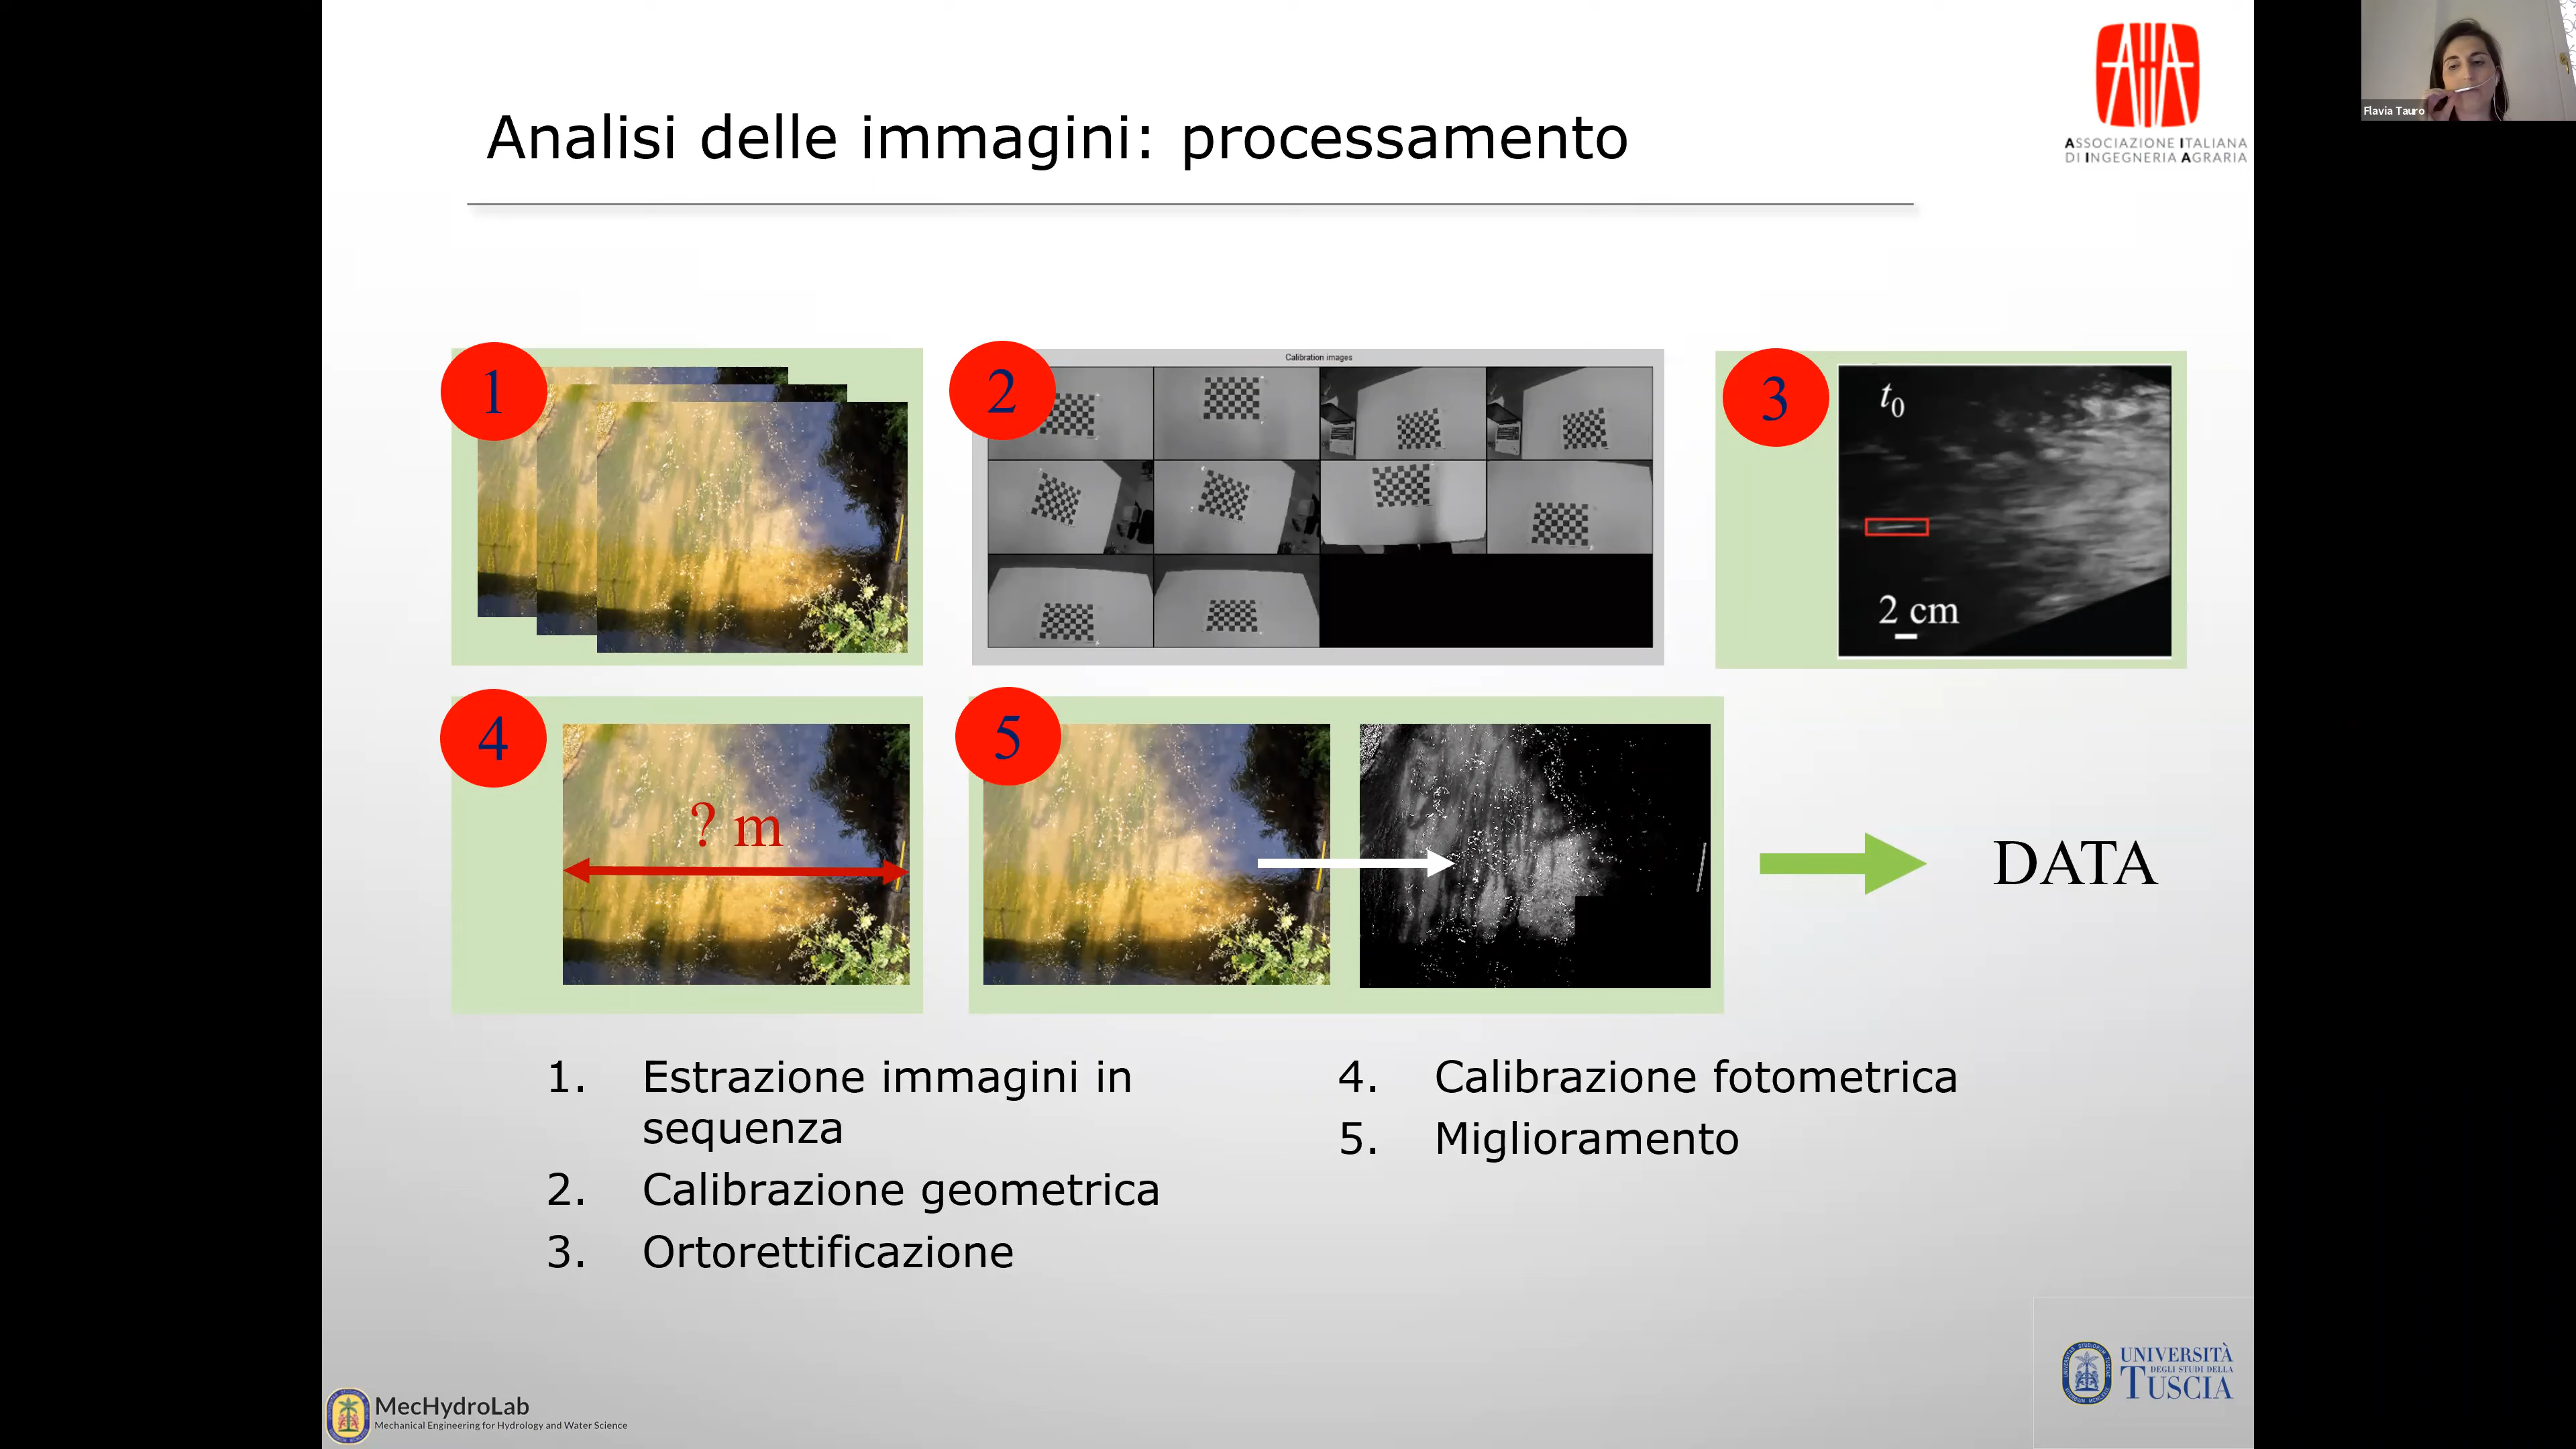 Analisi delle immagini: processamento
AIIA
ASSOCIAZIONE ITALIANA
DI INGEGNERIA AGRARIA
Flavia Tauro
1
2
Calibration images
3
t0
2 cm
4
? m
5
DATA
1. Estrazione immagini in
sequenza
2. Calibrazione geometrica
3. Ortorettificazione
4. Calibrazione fotometrica
5. Miglioramento
MecHydroLab
Mechanical Engineering for Hydrology and Water Science
UNIVERSITÀ
DEGLI STUDI DELLA
TUSCIA